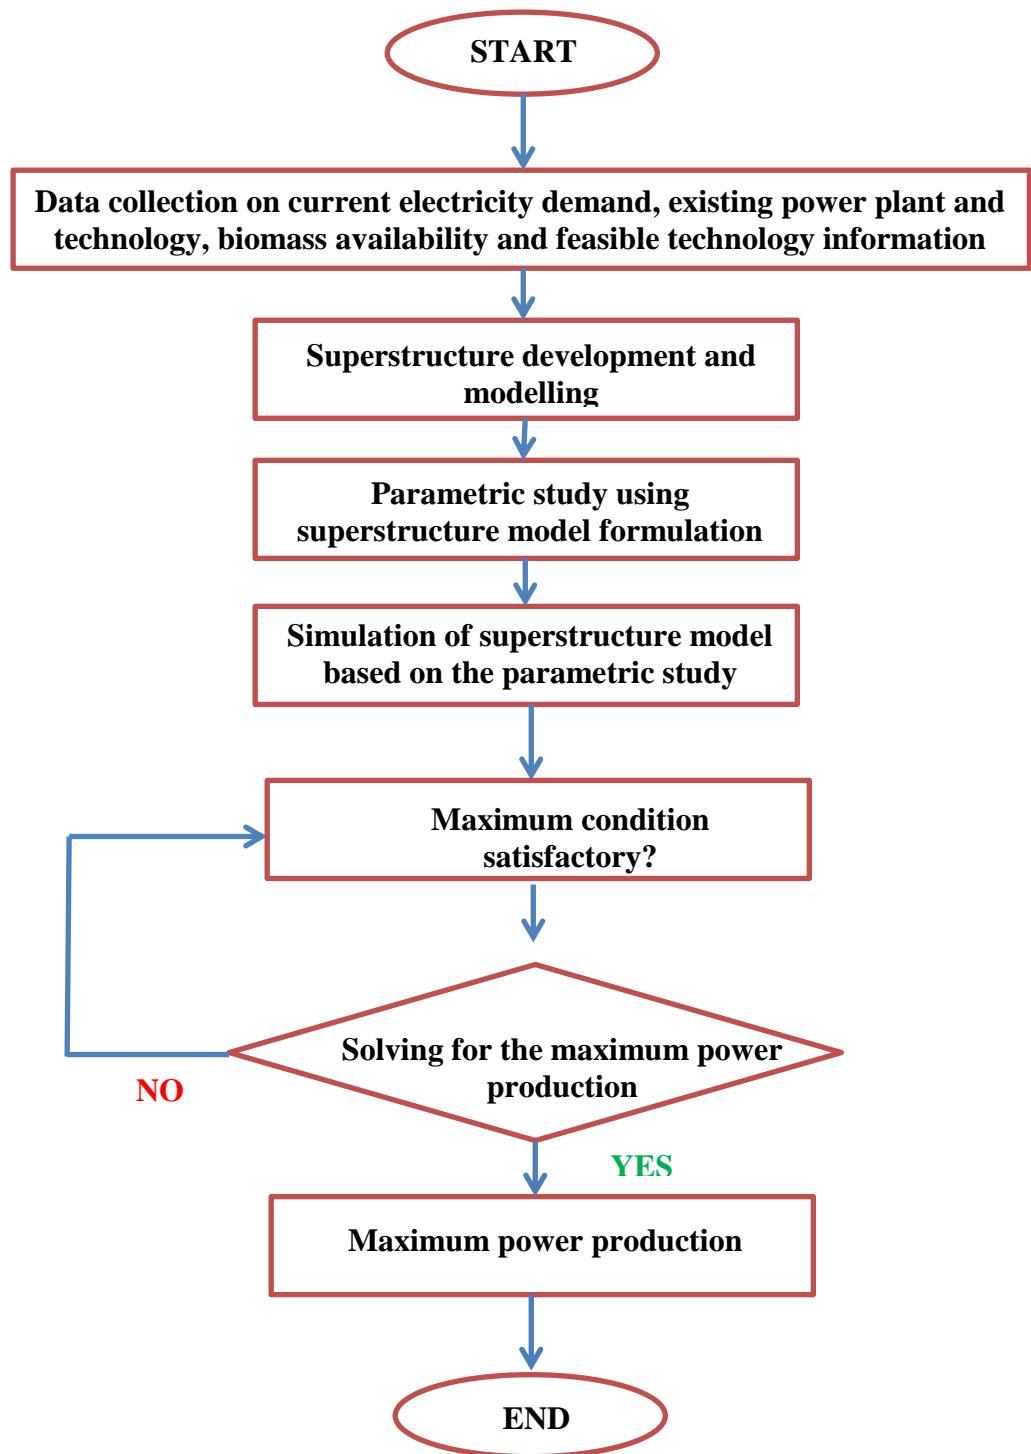 START
Data collection on current electricity demand, existing power plant and
technology, biomass availability and feasible technology information
Superstructure development and
modelling
Parametric study using
superstructure model formulation
Simulation of superstructure model
based on the parametric study
Maximum condition
satisfactory?
Solving for the maximum power
production
NO
YES
Maximum power production
END